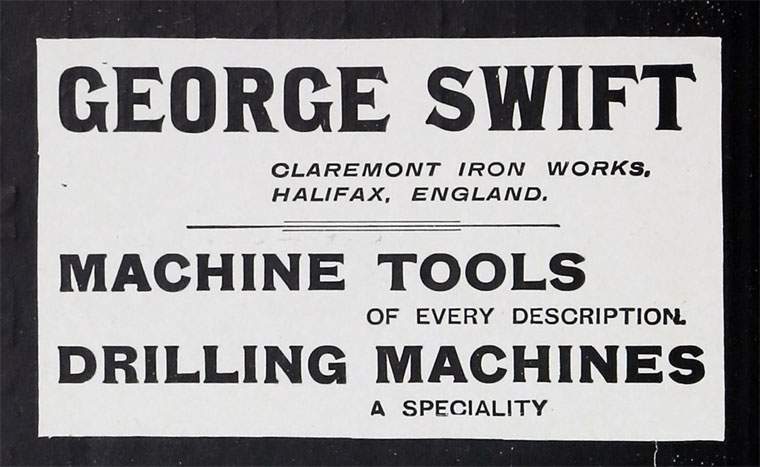 GEORGE SWIFT
CLAREMONT IRON WORKS,
HALIFAX, ENGLAND.
MACHINE TOOLS
OF EVERY DESCRIPTION.
DRILLING MACHINES
A SPECIALITY